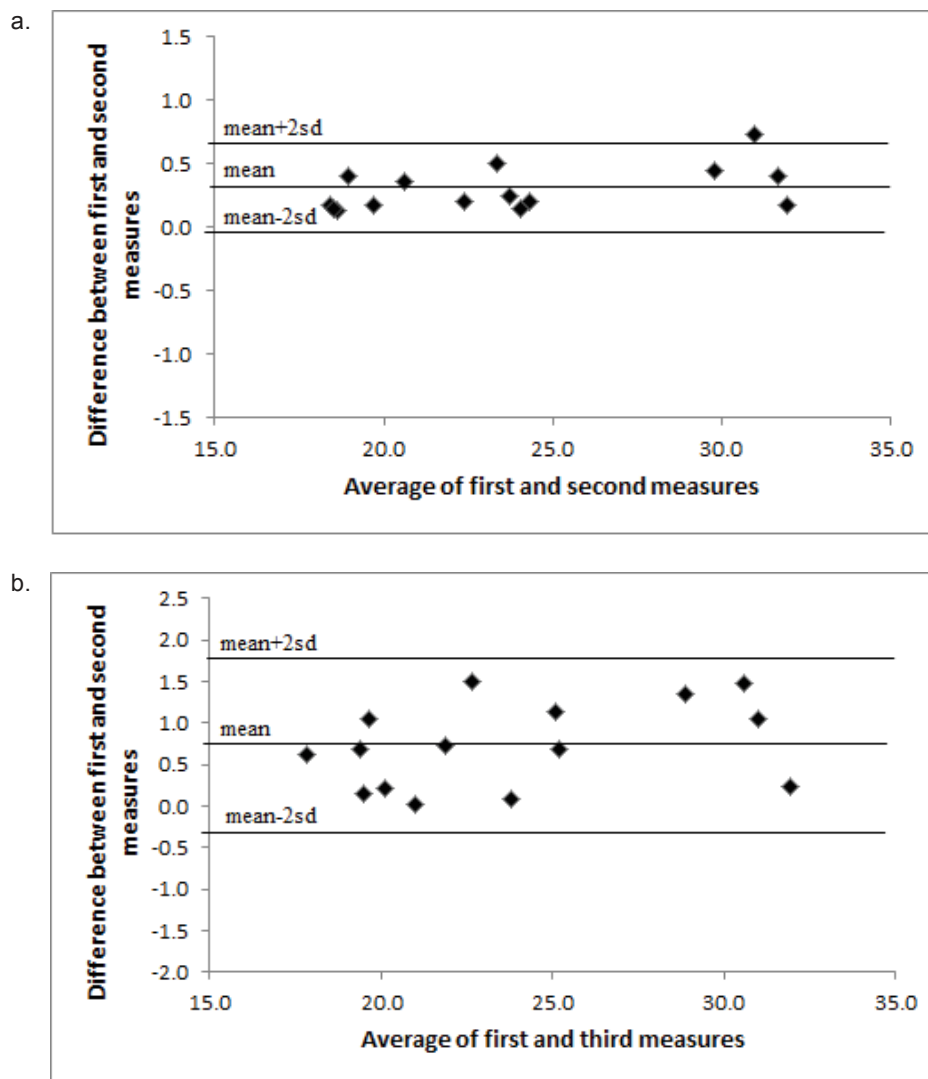 a.
Difference between first and second
measures
1.5
1.0
0.5
0.0
-0.5
-1.0
-1.5
mean+2sd
mean
mean-2sd
15.0 20.0 25.0 30.0 35.0
Average of first and second measures
b.
Difference between first and second
measures
2.5
2.0
1.5
1.0
0.5
0.0
-0.5
-1.0
-1.5
-2.0
mean+2sd
mean
mean-2sd
15.0 20.0 25.0 30.0 35.0
Average of first and third measures